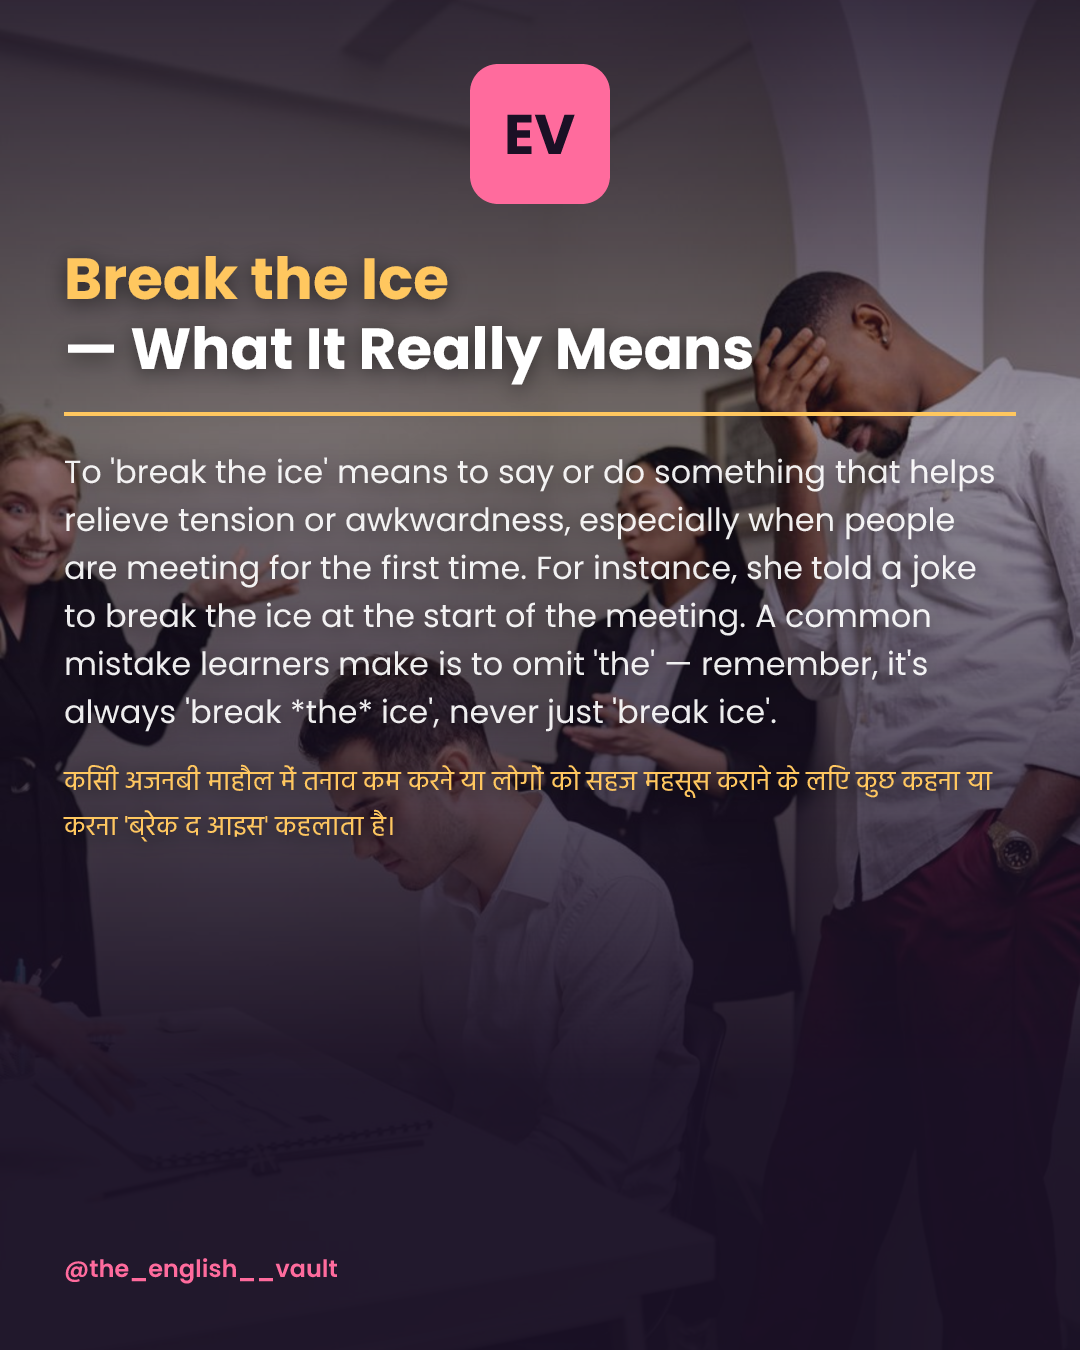 EV
Break the Ice
— What It Really Means
To 'break the ice' means to say or do something that helps
relieve tension or awkwardness, especially when people
are meeting for the first time. For instance, she told a joke
to break the ice at the start of the meeting. A common
mistake learners make is to omit 'the' — remember, it's
always 'break *the* ice', never just 'break ice'.
किसी अजनबी माहौल में तनाव कम करने या लोगों को सहज महसूस कराने के लिए कुछ कहना या
करना 'ब्रेक द आइस' कहलाता है।
@the_english__vault